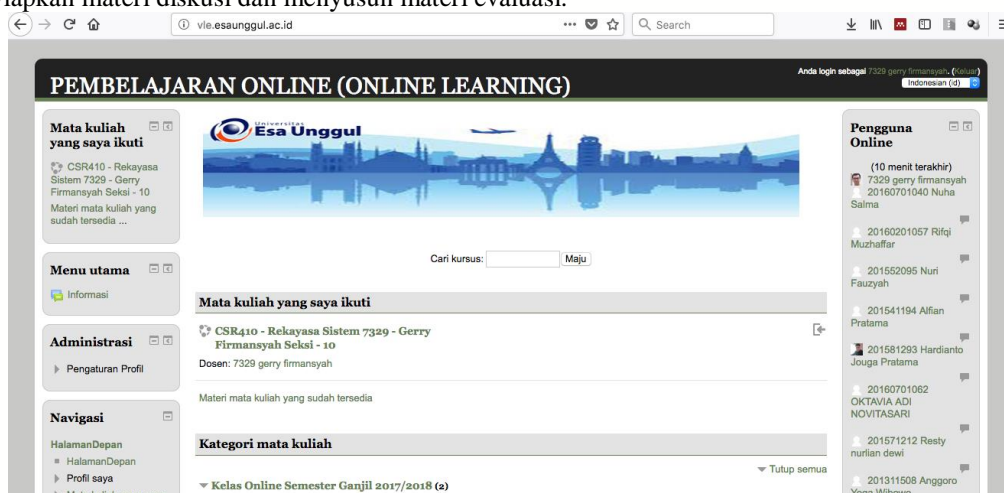 apkan materi diskusi dan menyusun materi evaluasi.
vle.esaunggul.ac.id
Search
Anda login sebagai 7329 gerry firmansyah. (Keluar)
PEMBELAJARAN ONLINE (ONLINE LEARNING)
Indonesian (id)
Mata kuliah
yang saya ikuti
CSR410 - Rekayasa
Sistem 7329 - Gerry
Firmansyah Seksi - 10
Materi mata kuliah yang
sudah tersedia ...
Menu utama
Informasi
Administrasi
Pengaturan Profil
Navigasi
HalamanDepan
HalamanDepan
Profil saya
Universitas
Esa Unggul
Cari kursus:
Maju
Mata kuliah yang saya ikuti
CSR410 - Rekayasa Sistem 7329 - Gerry
Firmansyah Seksi - 10
Dosen: 7329 gerry firmansyah
Materi mata kuliah yang sudah tersedia
Kategori mata kuliah
Tutup semua
Kelas Online Semester Ganjil 2017/2018 (2)
Pengguna
Online
(10 menit terakhir)
7329 gerry firmansyah
20160701040 Nuha
Salma
20160201057 Rifqi
Muzhaffar
201552095 Nuri
Fauzyah
201541194 Alfian
Pratama
201581293 Hardianto
Jouga Pratama
20160701062
OKTAVIA ADI
NOVITASARI
201571212 Resty
nurlian dewi
201311508 Anggoro